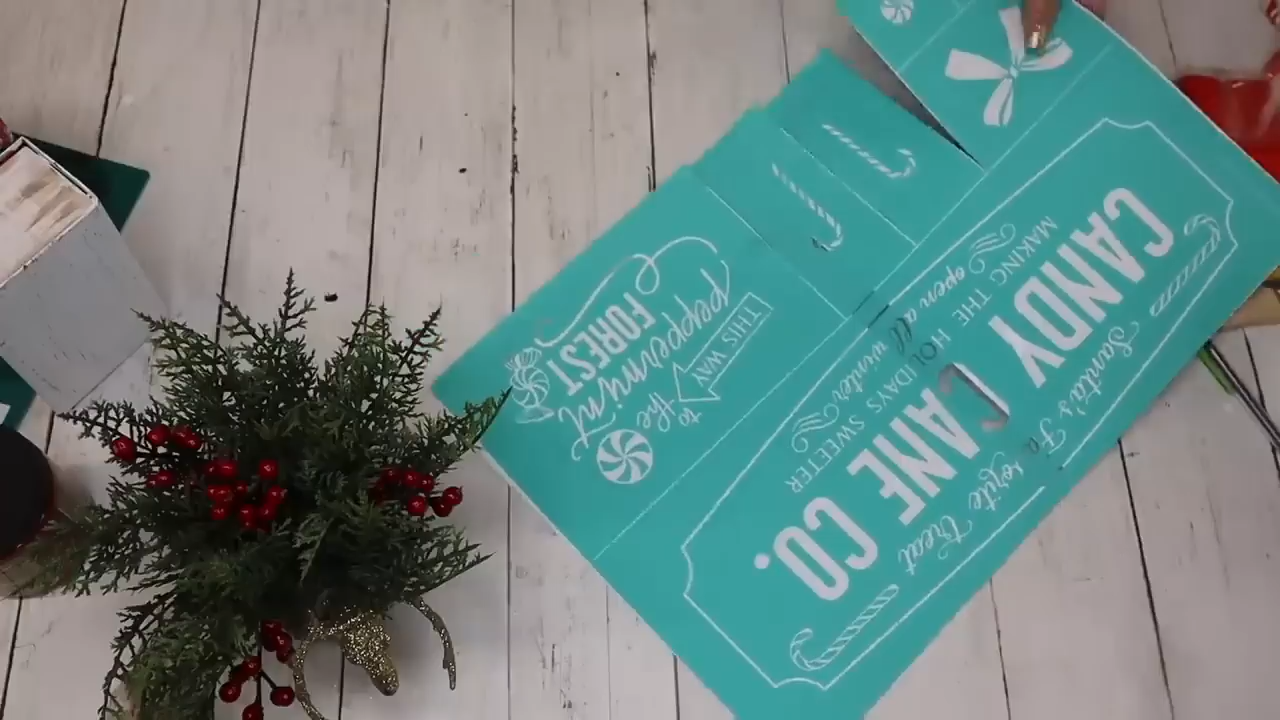 Santa's Favorite Treat
CANDY CANE CO.
MAKING THE HOLIDAYS SWEETER
open all winter
THIS WAY
to the
peppermint
FOREST